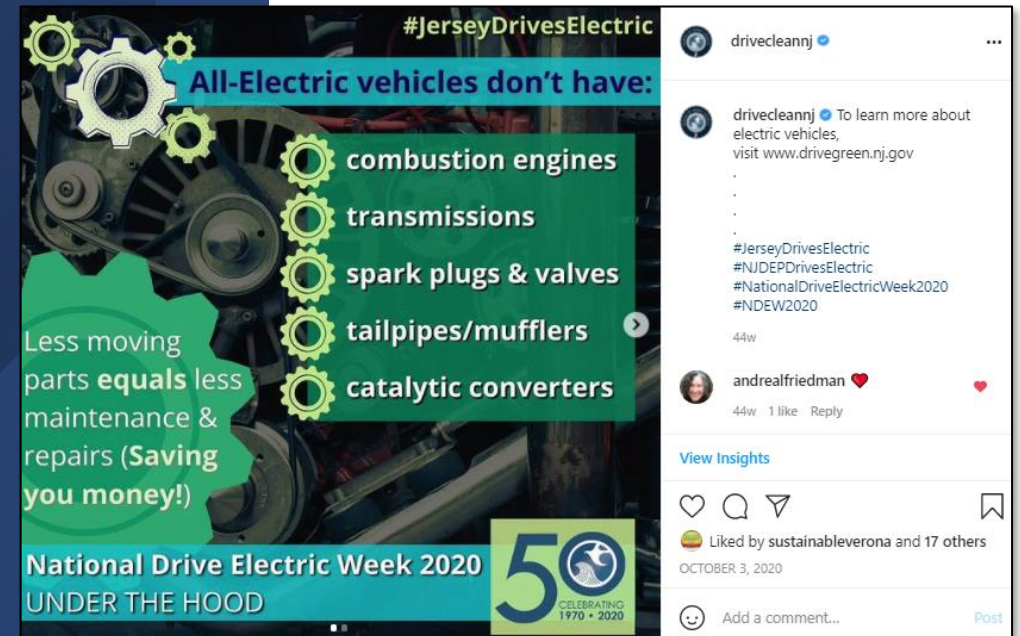 #JerseyDrivesElectric
All-Electric vehicles don't have:
combustion engines
transmissions
spark plugs & valves
tailpipes/mufflers
catalytic converters
Less moving
parts equals less
maintenance &
repairs (Saving
you money!)
National Drive Electric Week 2020
UNDER THE HOOD
50
CELEBRATING
1970 • 2020
drivecleannj
drivecleannj To learn more about
electric vehicles,
visit www.drivegreen.nj.gov
.
.
.
.
#JerseyDrivesElectric
#NJDEPDrivesElectric
#NationalDriveElectricWeek2020
#NDEW2020
44w
andrealfriedman ❤
44w 1 like Reply
View Insights
Liked by sustainableverona and 17 others
OCTOBER 3, 2020
Add a comment... Post